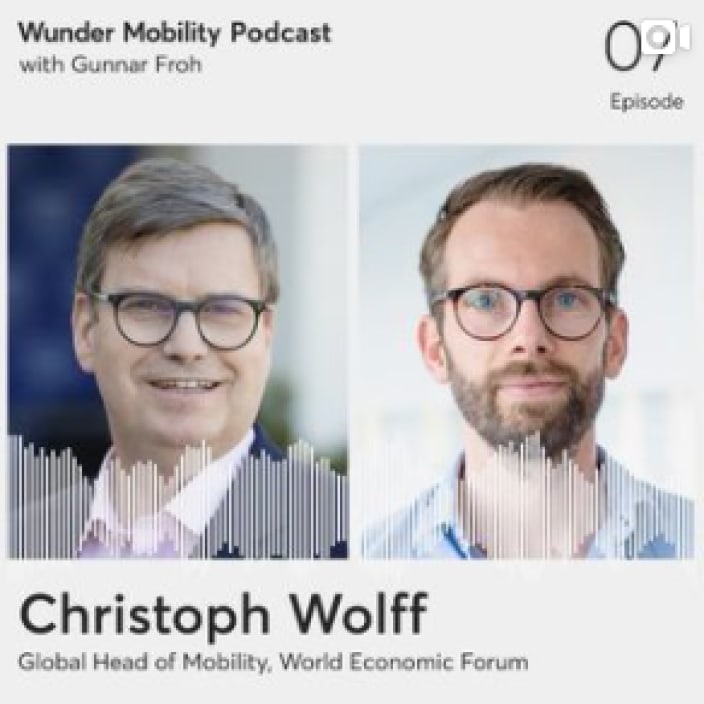 Wunder Mobility Podcast
with Gunnar Froh
Episode
Christoph Wolff
Global Head of Mobility, World Economic Forum